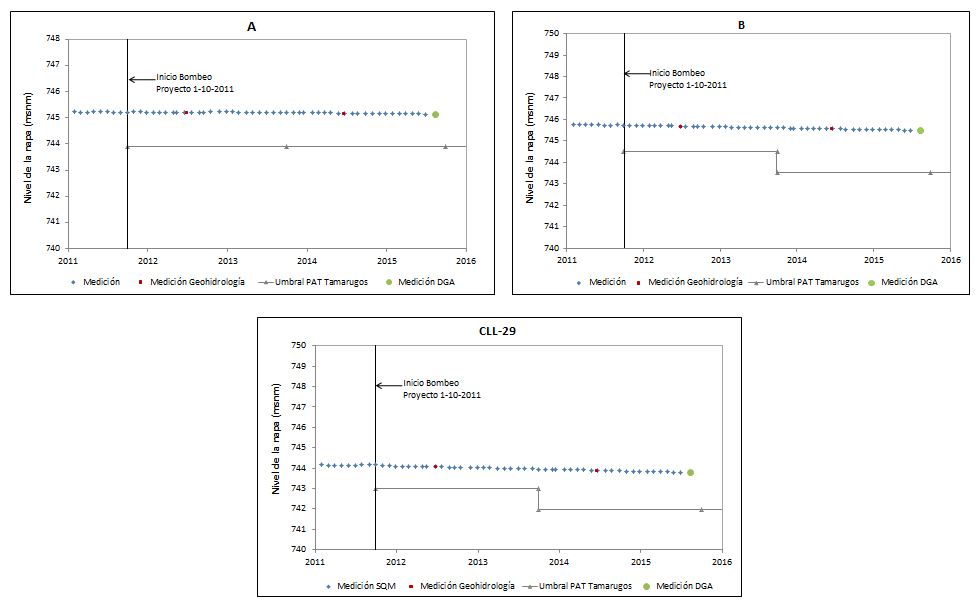 A
Nivel de la napa (msnm)
748
747
746
745
744
743
742
741
740
Inicio Bombeo
Proyecto 1-10-2011
2011 2012 2013 2014 2015 2016
Medición Medición Geohidrología Umbral PAT Tamarugos Medición DGA
B
Nivel de la napa (msnm)
750
749
748
747
746
745
744
743
742
741
740
Inicio Bombeo
Proyecto 1-10-2011
2011 2012 2013 2014 2015 2016
Medición Medición Geohidrología Umbral PAT Tamarugos Medición DGA
CLL-29
Nivel de la napa (msnm)
750
749
748
747
746
745
744
743
742
741
740
Inicio Bombeo
Proyecto 1-10-2011
2011 2012 2013 2014 2015 2016
Medición SQM Medición Geohidrología Umbral PAT Tamarugos Medición DGA